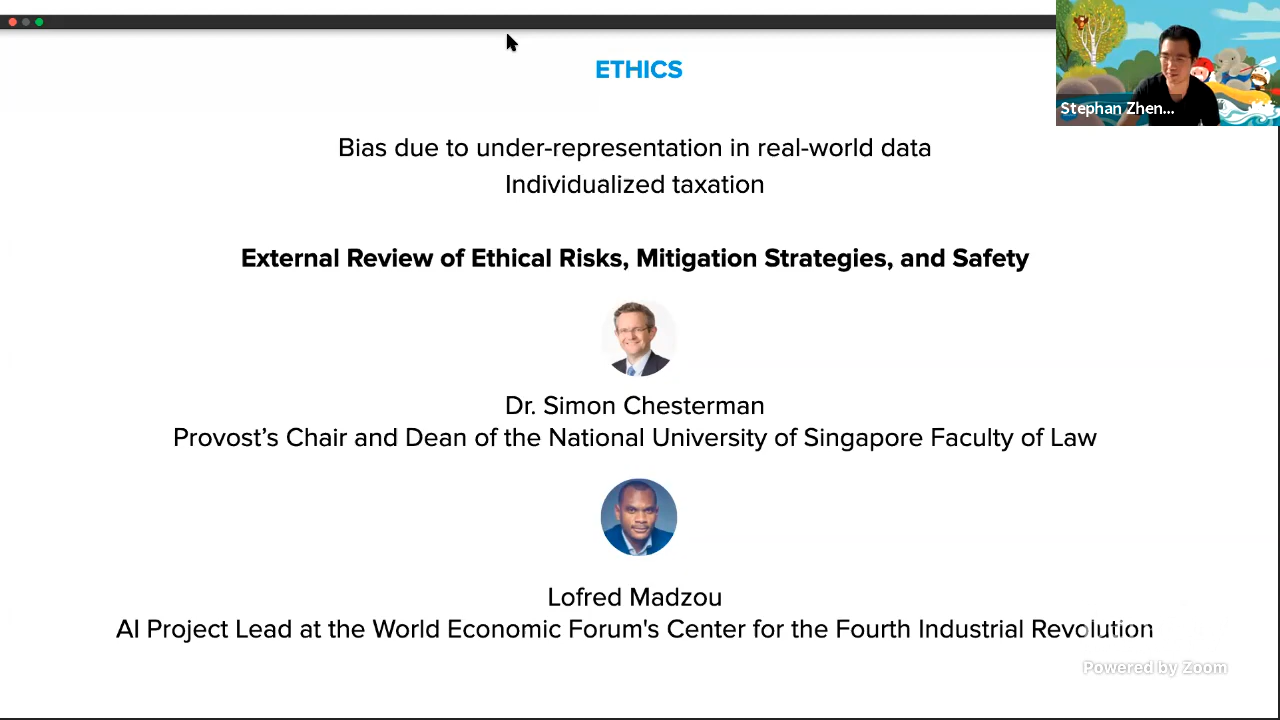 ETHICS
Stephan Zhen...
Bias due to under-representation in real-world data
Individualized taxation
External Review of Ethical Risks, Mitigation Strategies, and Safety
Dr. Simon Chesterman
Provost’s Chair and Dean of the National University of Singapore Faculty of Law
Lofred Madzou
AI Project Lead at the World Economic Forum's Center for the Fourth Industrial Revolution
Powered by Zoom